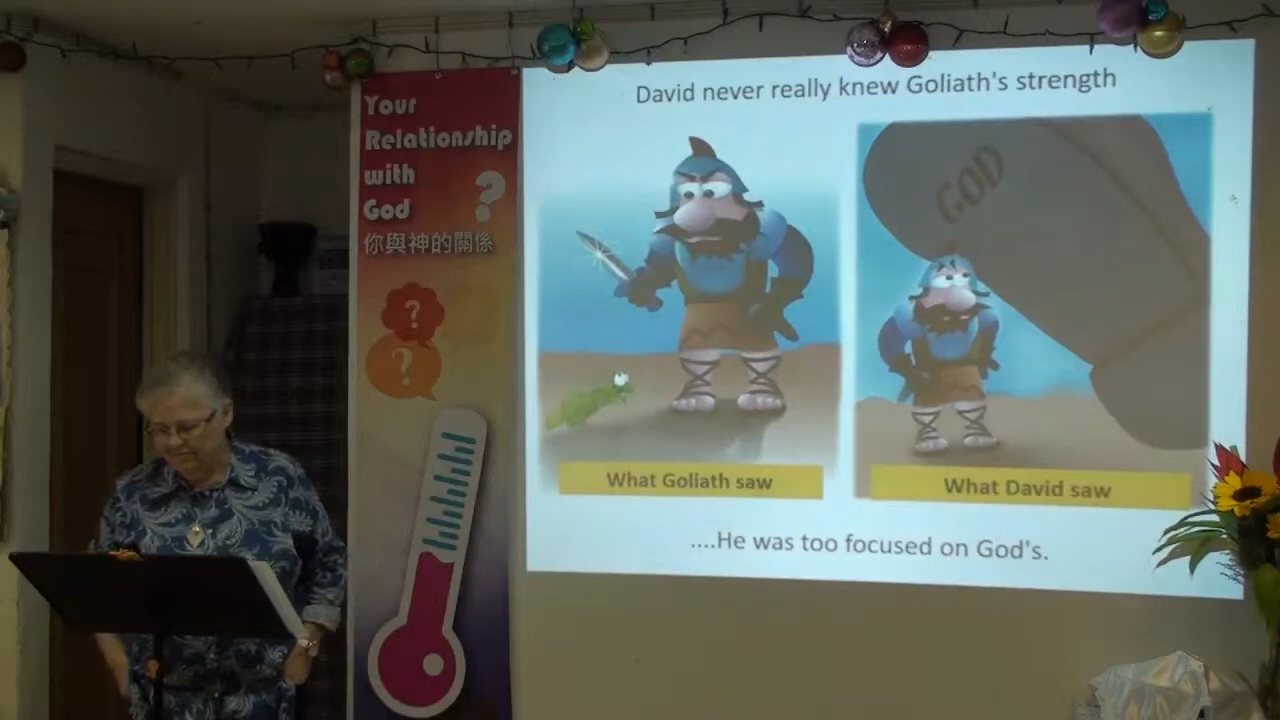 Your
Relationship
with
God
?
你與神的關係
?
?
David never really knew Goliath's strength
GOD
What Goliath saw
What David saw
....He was too focused on God's.